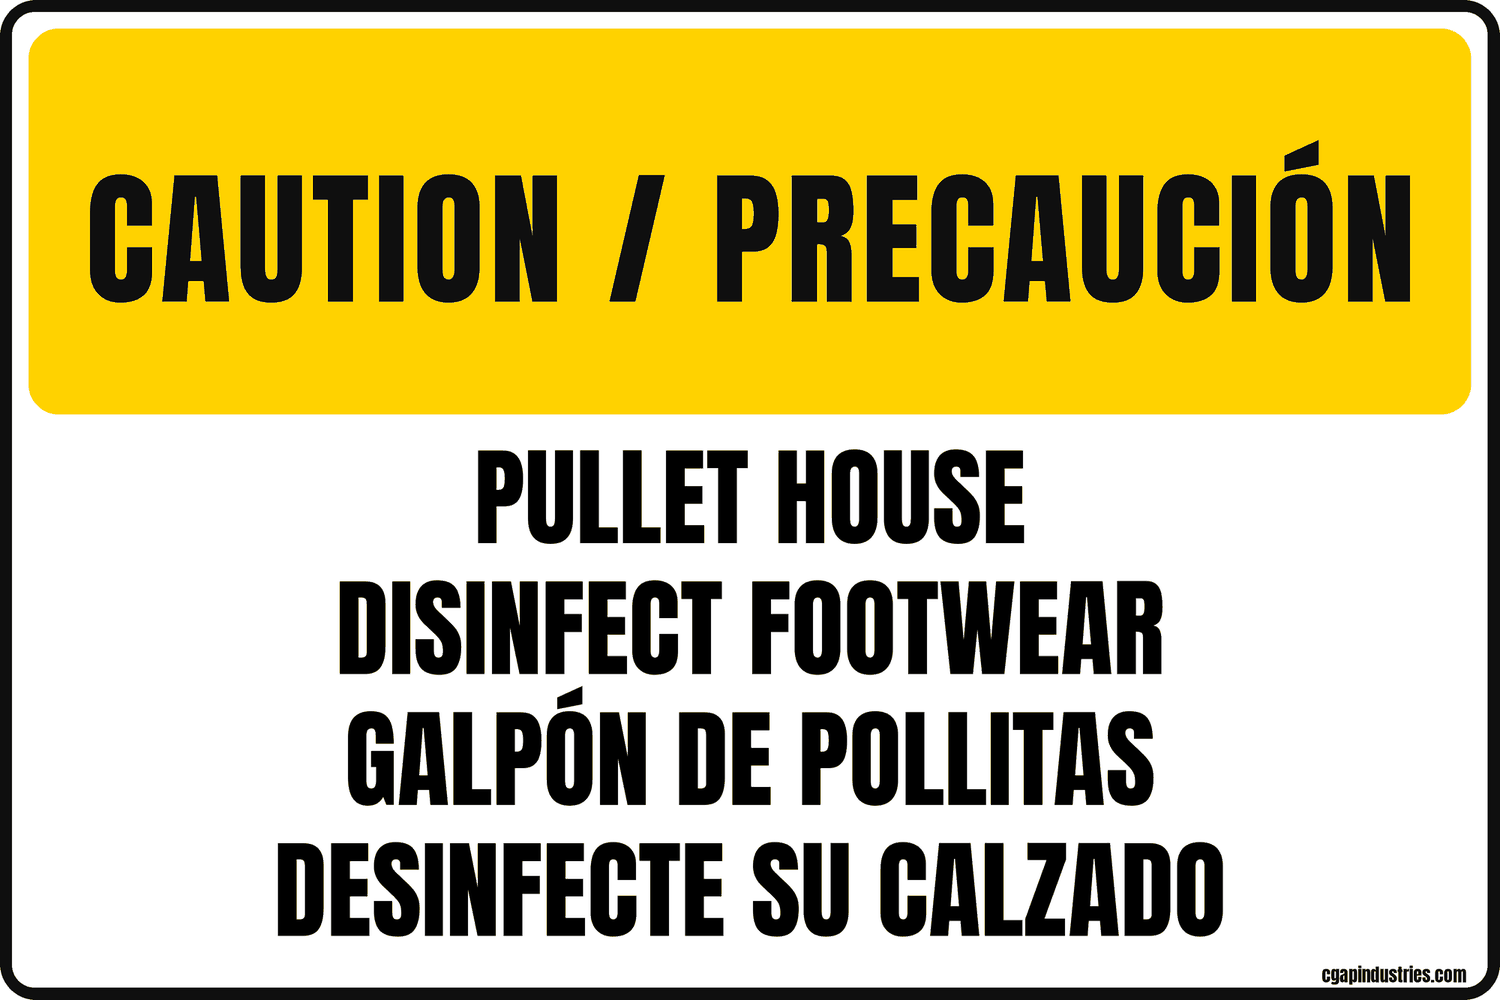 CAUTION / PRECAUCIÓN
PULLET HOUSE
DISINFECT FOOTWEAR
GALPÓN DE POLLITAS
DESINFECTE SU CALZADO
cgapindustries.com